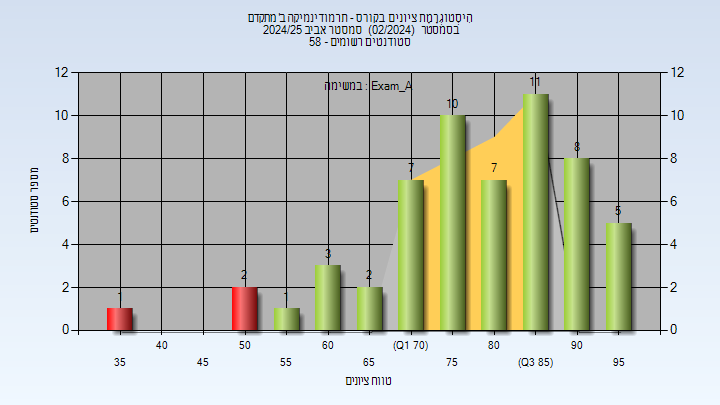 היסטוגרמת ציונים בקורס - תרמודינמיקה ב' מתקדם
בסמסטר (02/2024) סמסטר אביב 2024/25
סטודנטים רשומים - 58
במשימה : Exam_A
מספר סטודנטים
12 12
10 10
8 8
6 6
4 4
2 2
0 0
1 2 1 3 2 7 10 7 11 8 5
40 50 60 (Q1 70) 80 90
35 45 55 65 75 (Q3 85) 95
טווח ציונים